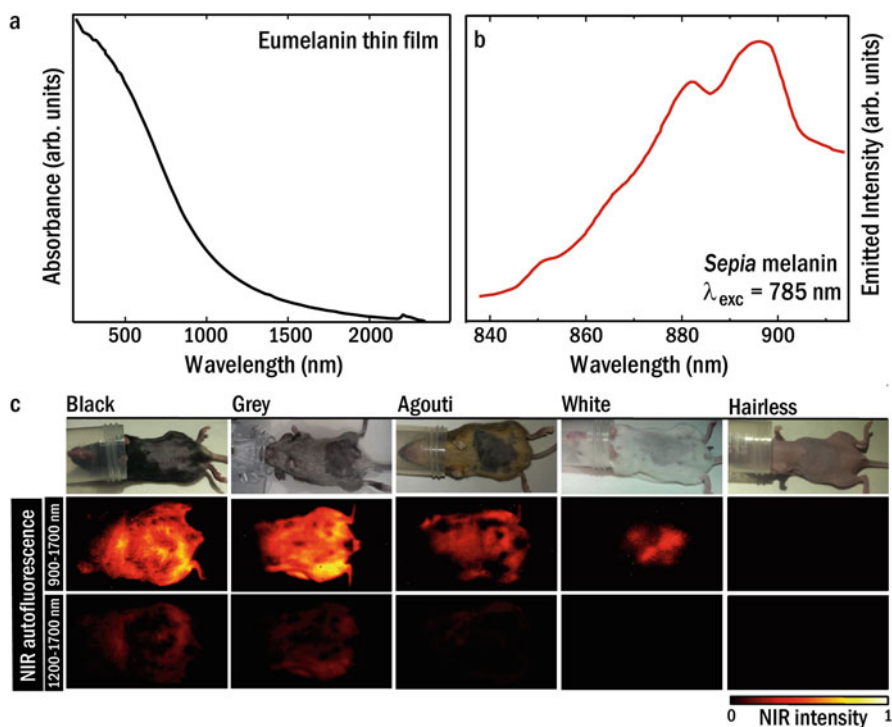 a
Eumelanin thin film
Absorbance (arb. units)
500 1000 1500 2000
Wavelength (nm)
b
Emitted Intensity (arb. units)
Sepia melanin
λexc = 785 nm
840 860 880 900
Wavelength (nm)
c
Black Grey Agouti White Hairless
NIR autofluorescence
900-1700 nm
1200-1700 nm
0 1
NIR intensity